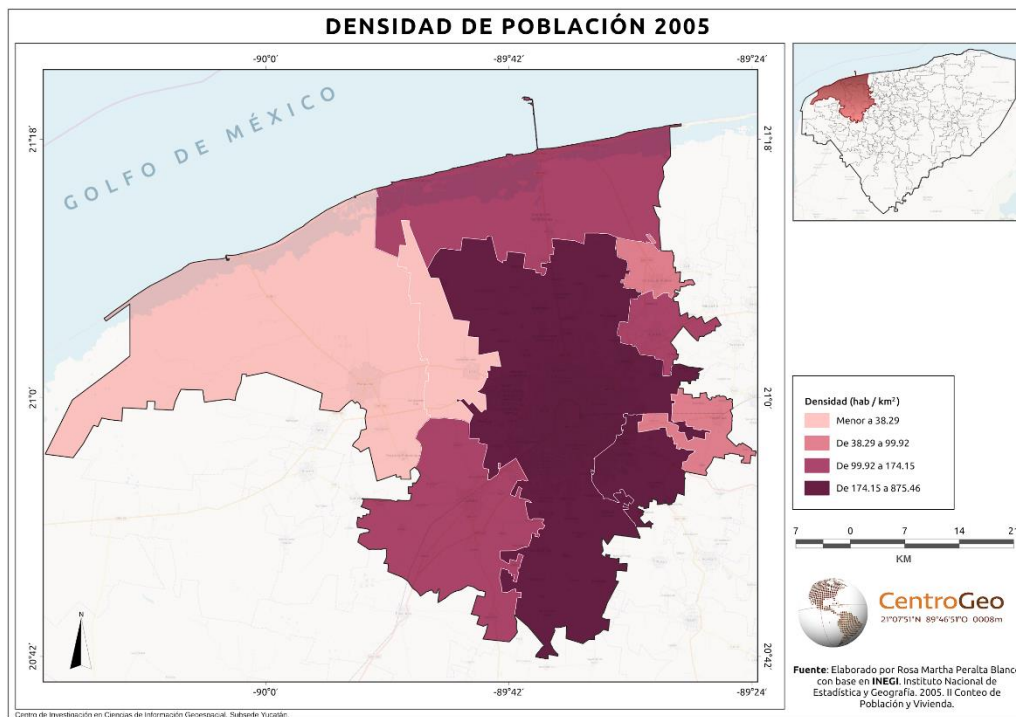 DENSIDAD DE POBLACIÓN 2005
-90°0′
-89°42′
-89°24′
21°18′
21°18′
GOLFO DE MÉXICO
21°0′
21°0′
Densidad (hab / km²)
Menor a 38.29
De 38.29 a 99.92
De 99.92 a 174.15
De 174.15 a 875.46
7 0 7 14 21
KM
CentroGeo
21°07'51"N 89°46'51"O 0008m
N
20°42′
20°42′
-90°0′
-89°42′
-89°24′
Fuente: Elaborado por Rosa Martha Peralta Blanco
con base en INEGI. Instituto Nacional de
Estadística y Geografía. 2005. II Conteo de
Población y Vivienda.
Centro de Investigación en Ciencias de Información Geoespacial, Subsede Yucatán